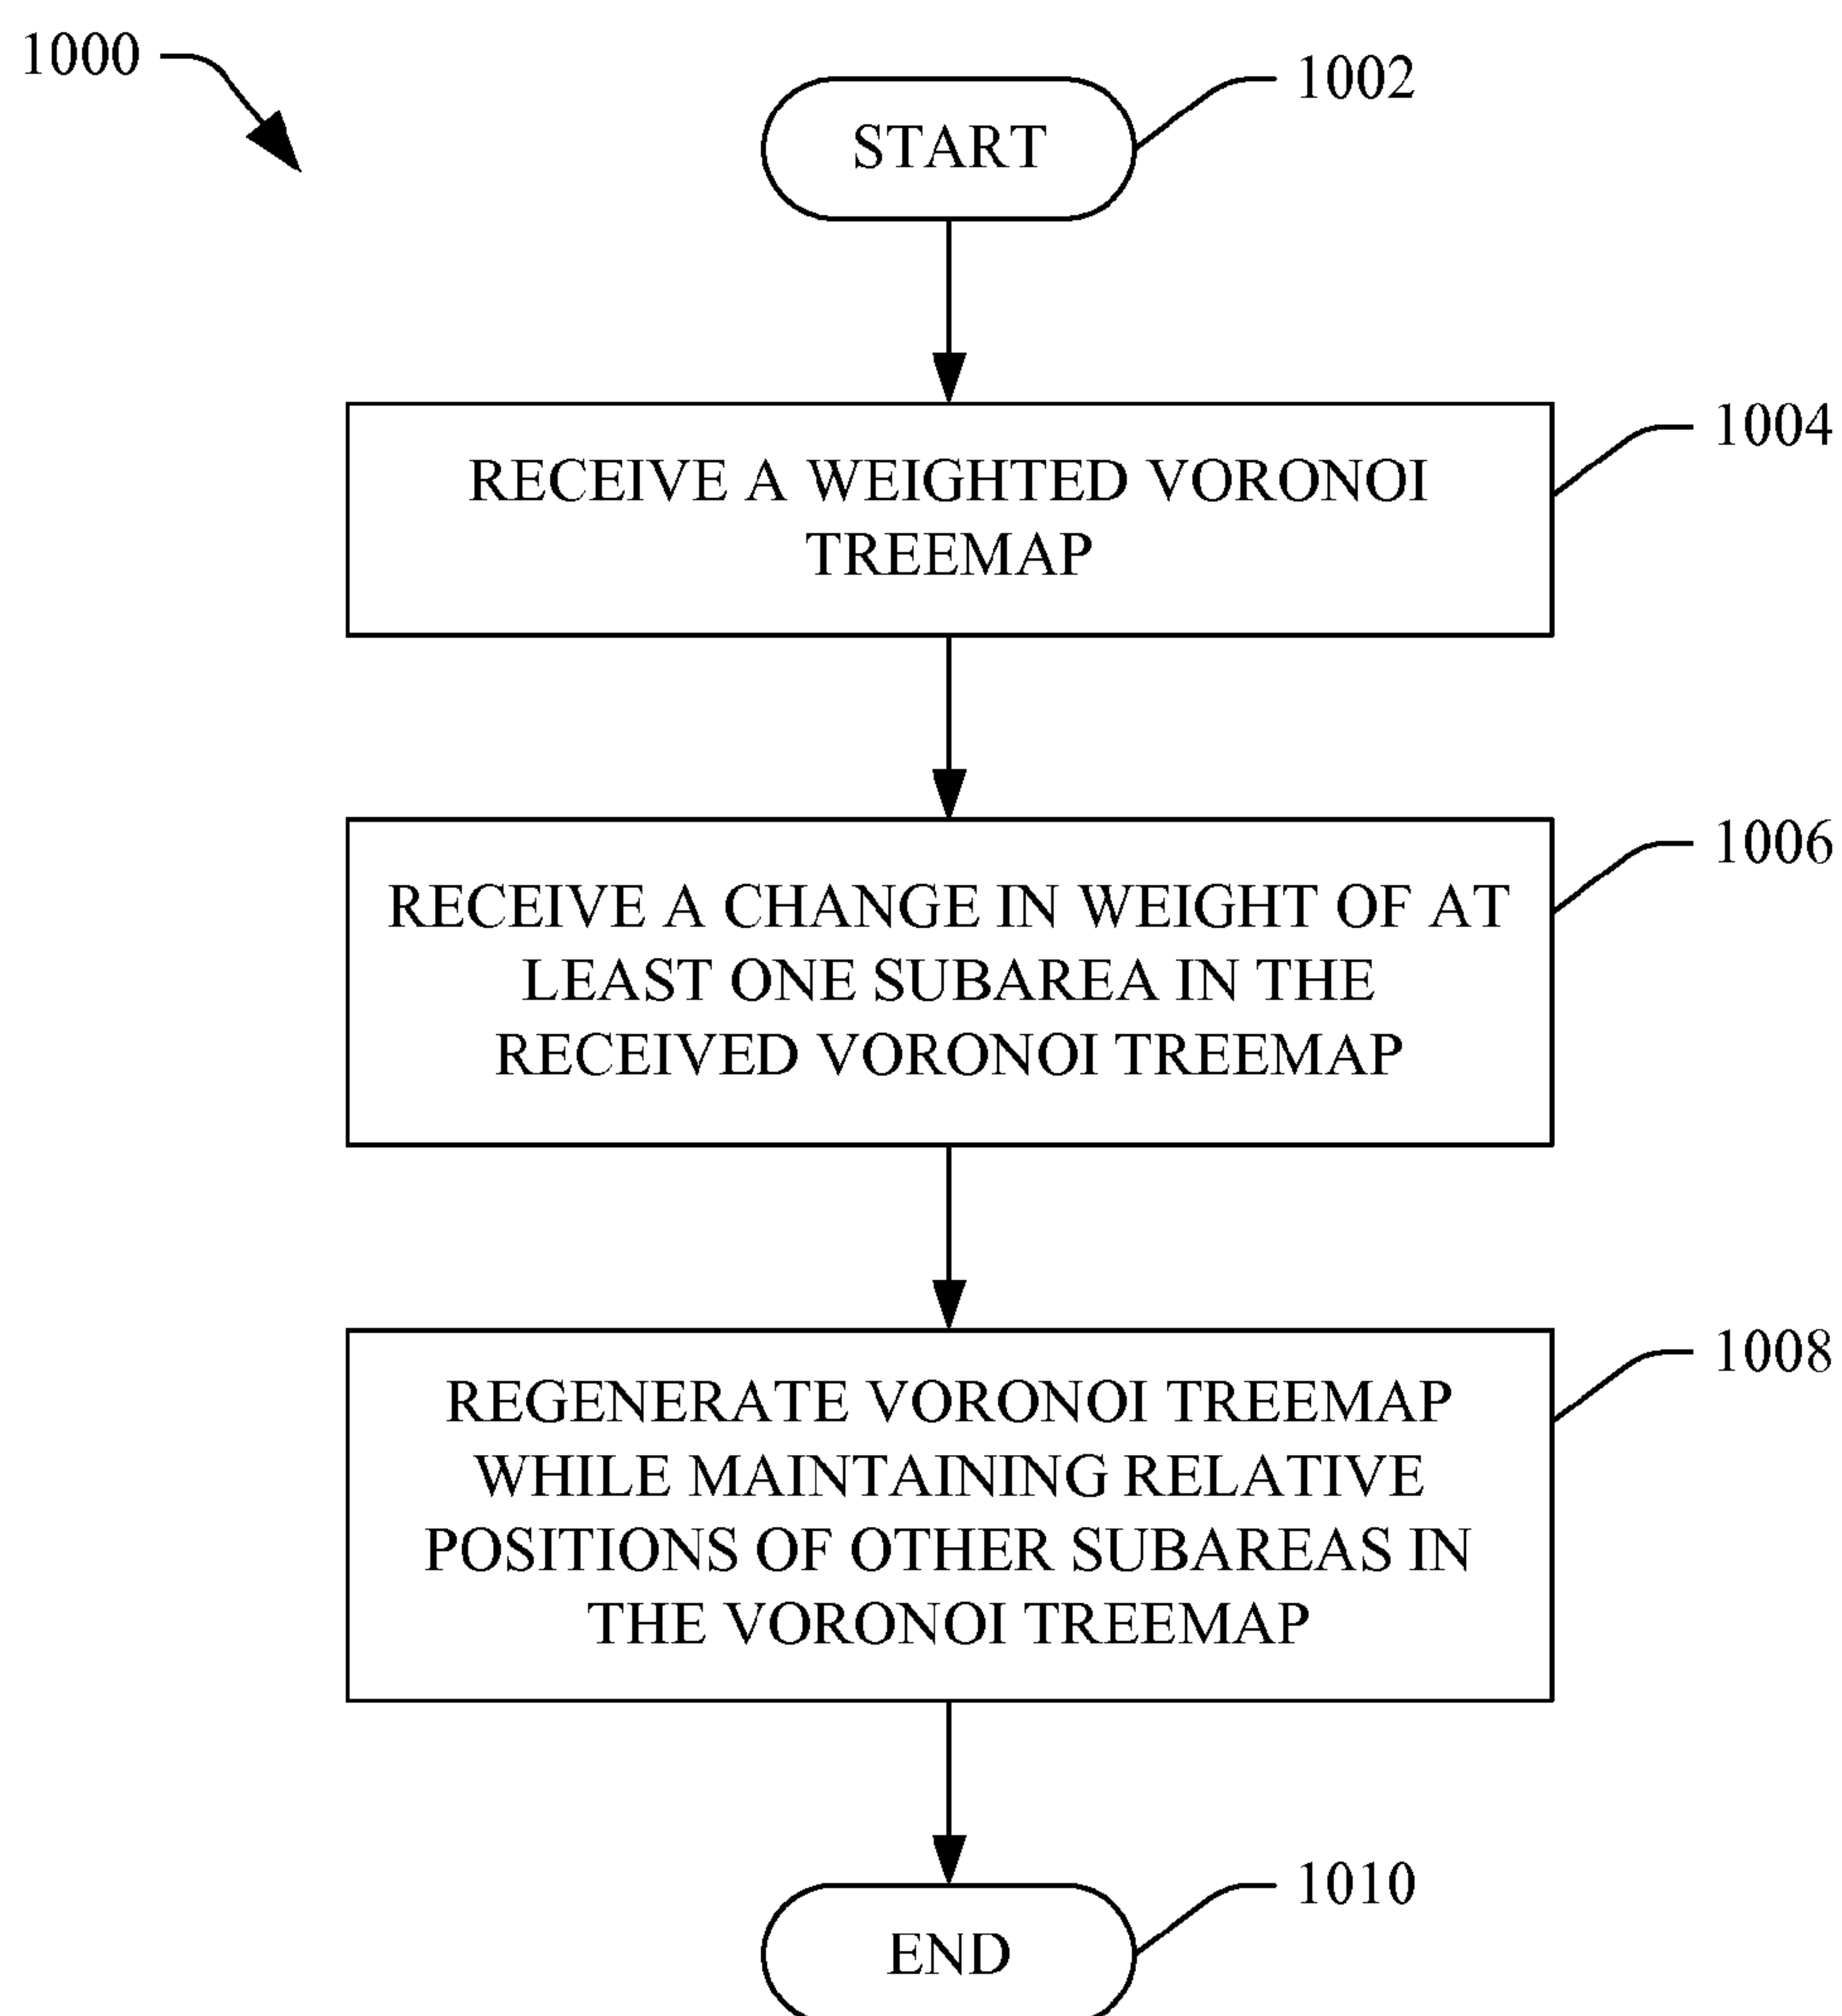 1000
1002
START
1004
RECEIVE A WEIGHTED VORONOI
TREEMAP
1006
RECEIVE A CHANGE IN WEIGHT OF AT
LEAST ONE SUBAREA IN THE
RECEIVED VORONOI TREEMAP
1008
REGENERATE VORONOI TREEMAP
WHILE MAINTAINING RELATIVE
POSITIONS OF OTHER SUBAREAS IN
THE VORONOI TREEMAP
1010
END